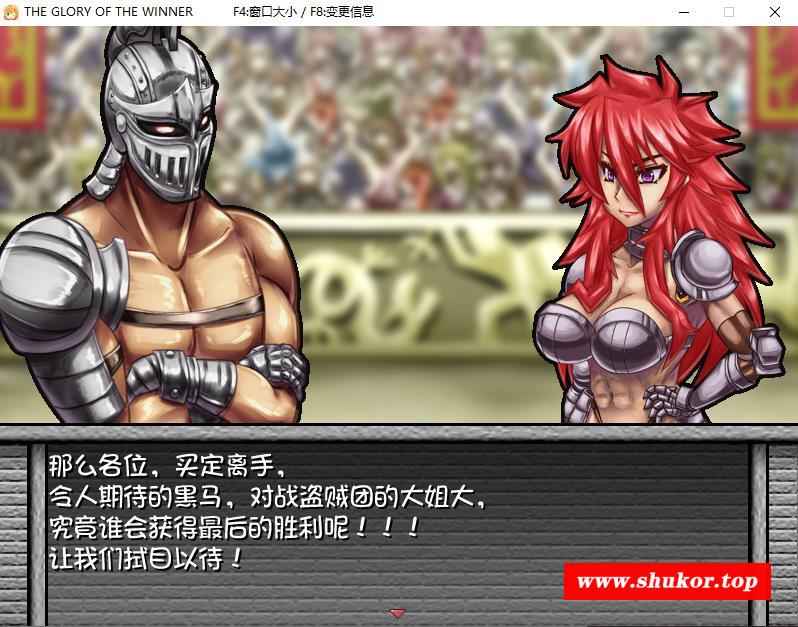 THE GLORY OF THE WINNER F4:窗口大小 / F8:变更信息
那么各位，买定离手，
令人期待的黑马，对战盗贼团的大姐大，
究竟谁会获得最后的胜利呢！！！
让我们拭目以待！
www.shukor.top